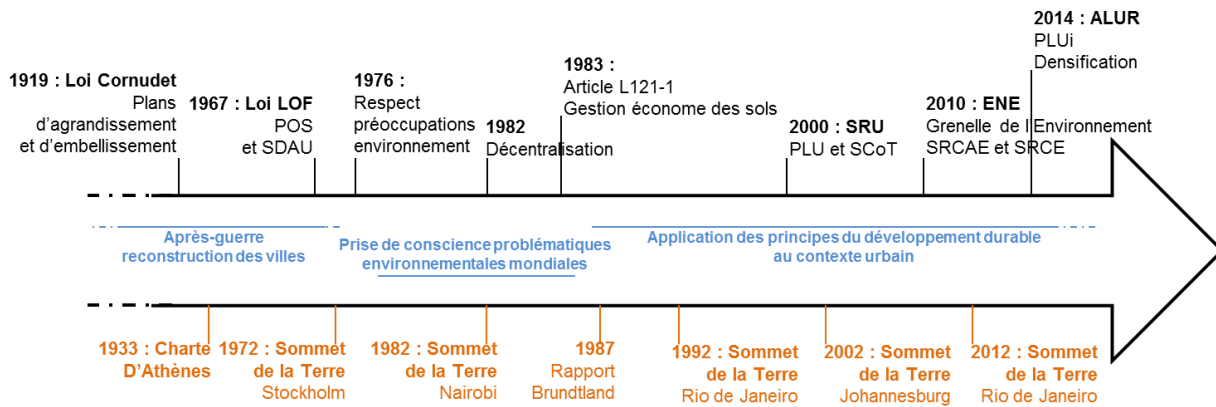 1919 : Loi Cornudet
Plans
d'agrandissement
et d'embellissement
1967 : Loi LOF
POS
et SDAU
1976 :
Respect
préoccupations
environnement
1982
Décentralisation
1983 :
Article L121-1
Gestion économe des sols
2000 : SRU
PLU et SCoT
2010 : ENE
Grenelle de l'Environnement
SRCAE et SRCE
2014 : ALUR
PLUi
Densification
Après-guerre
reconstruction des villes
Prise de conscience problématiques
environnementales mondiales
Application des principes du développement durable
au contexte urbain
1933 : Charte
D'Athènes
1972 : Sommet
de la Terre
Stockholm
1982 : Sommet
de la Terre
Nairobi
1987
Rapport
Brundtland
1992 : Sommet
de la Terre
Rio de Janeiro
2002 : Sommet
de la Terre
Johannesburg
2012 : Sommet
de la Terre
Rio de Janeiro